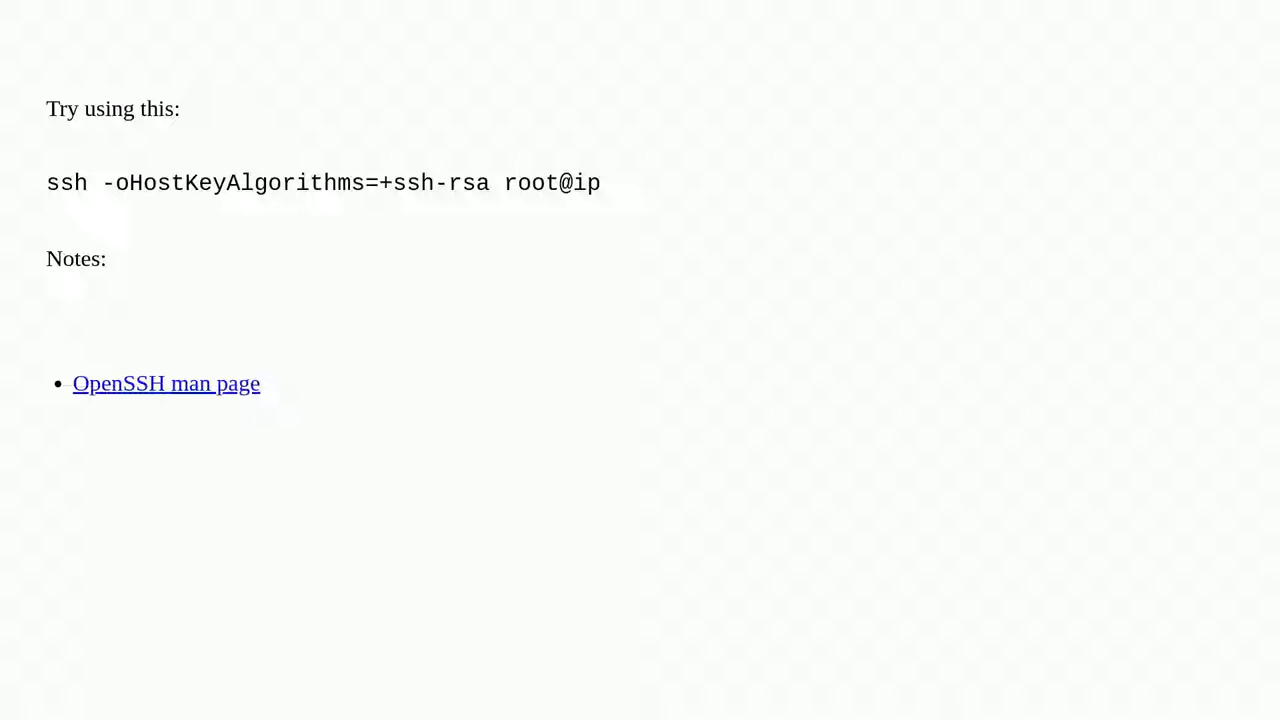 Try using this:
ssh -oHostKeyAlgorithms=+ssh-rsa root@ip
Notes:
• OpenSSH man page